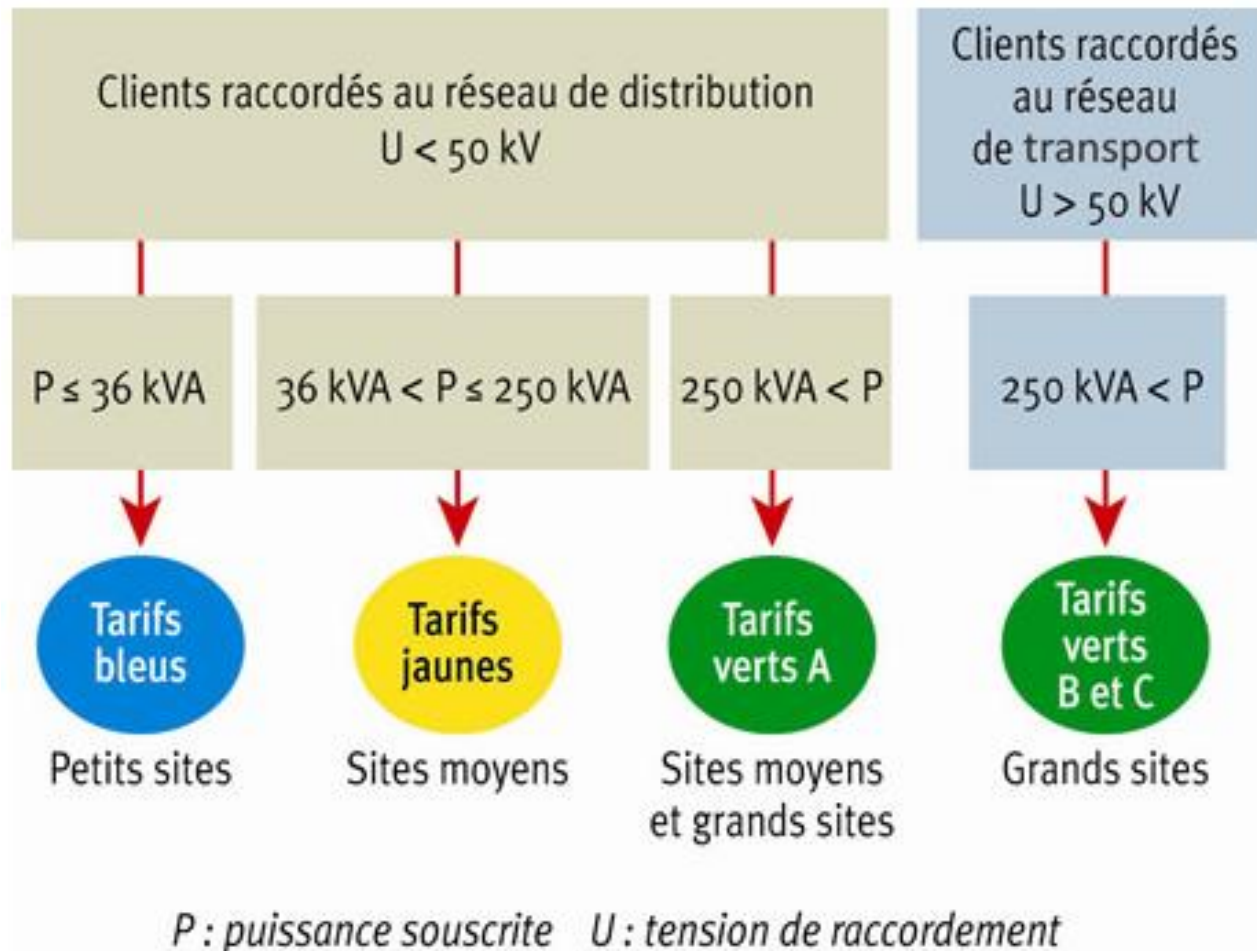 Clients raccordés au réseau de distribution
U < 50 kV
Clients raccordés
au réseau
de transport
U > 50 kV
P ≤ 36 kVA
36 kVA < P ≤ 250 kVA
250 kVA < P
250 kVA < P
Tarifs
bleus
Tarifs
jaunes
Tarifs
verts A
Tarifs
verts
B et C
Petits sites
Sites moyens
Sites moyens
et grands sites
Grands sites
P : puissance souscrite U : tension de raccordement